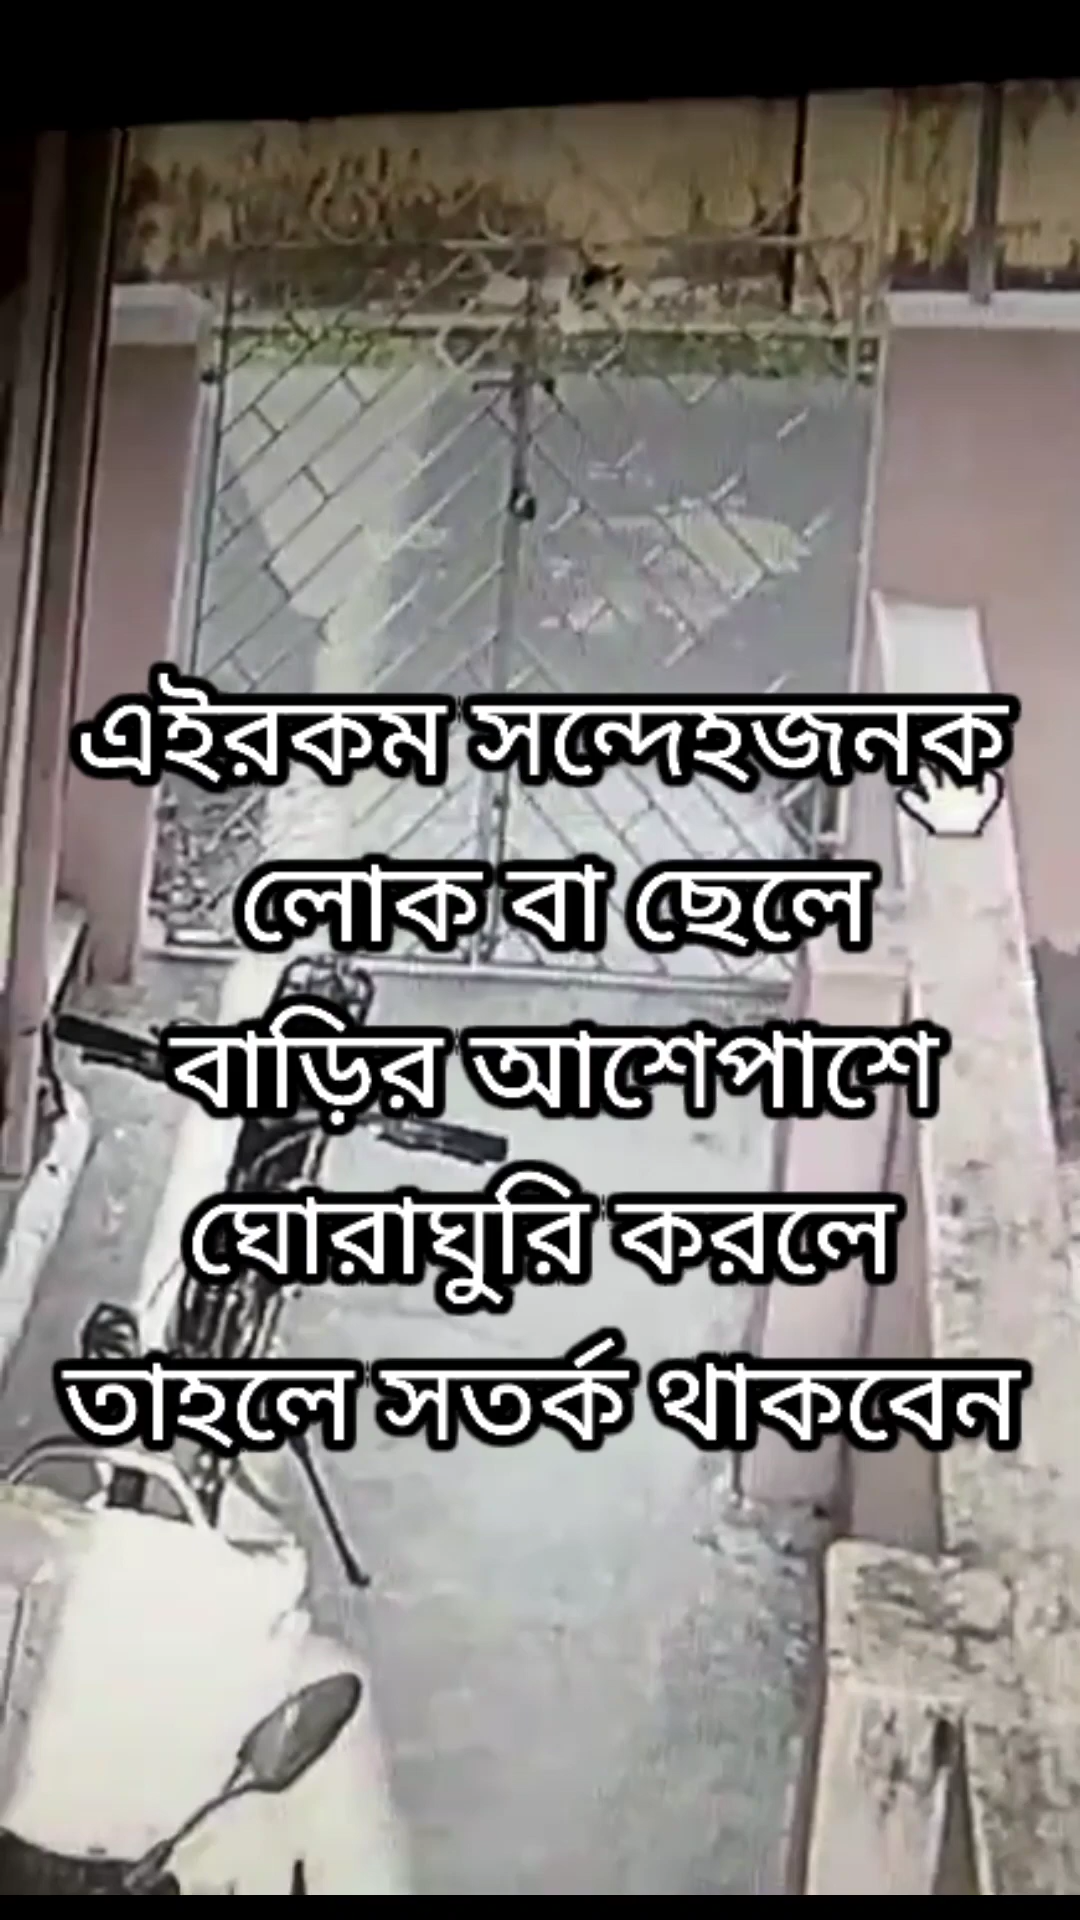 এইরকম সন্দেহজনক
লোক বা ছেলে
বাড়ির আশেপাশে
ঘোরাঘুরি করলে
তাহলে সতর্ক থাকবেন